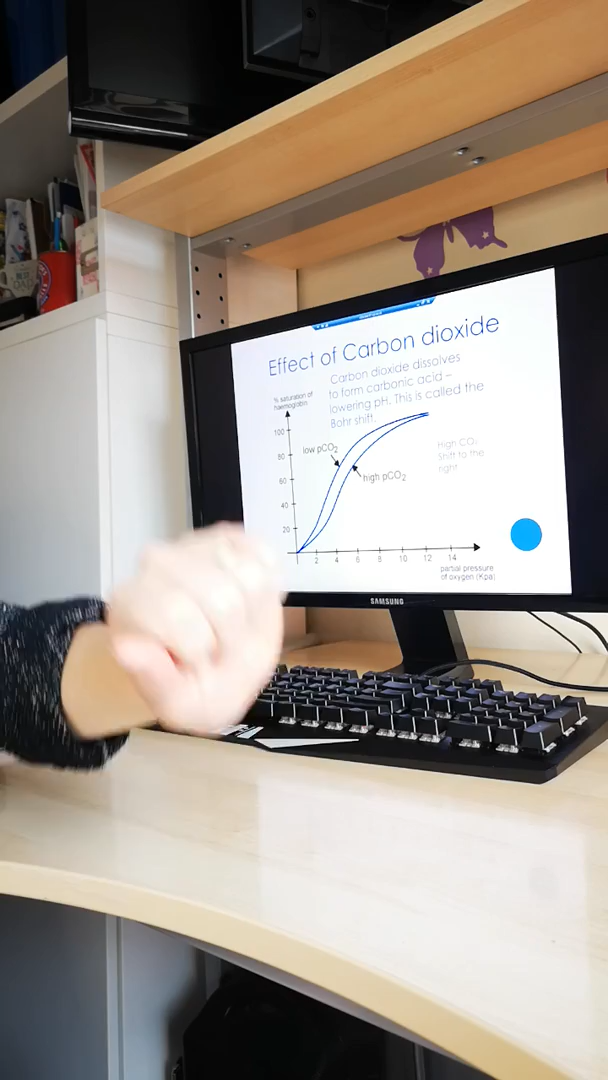 Effect of Carbon dioxide
Carbon dioxide dissolves
to form carbonic acid –
lowering pH. This is called the
Bohr shift.
% saturation of
haemoglobin
100
80
60
40
20
low pCO2
high pCO2
High CO2
Shift to the
right
2 4 6 8 10 12 14
partial pressure
of oxygen (Kpa)
SAMSUNG
DAD